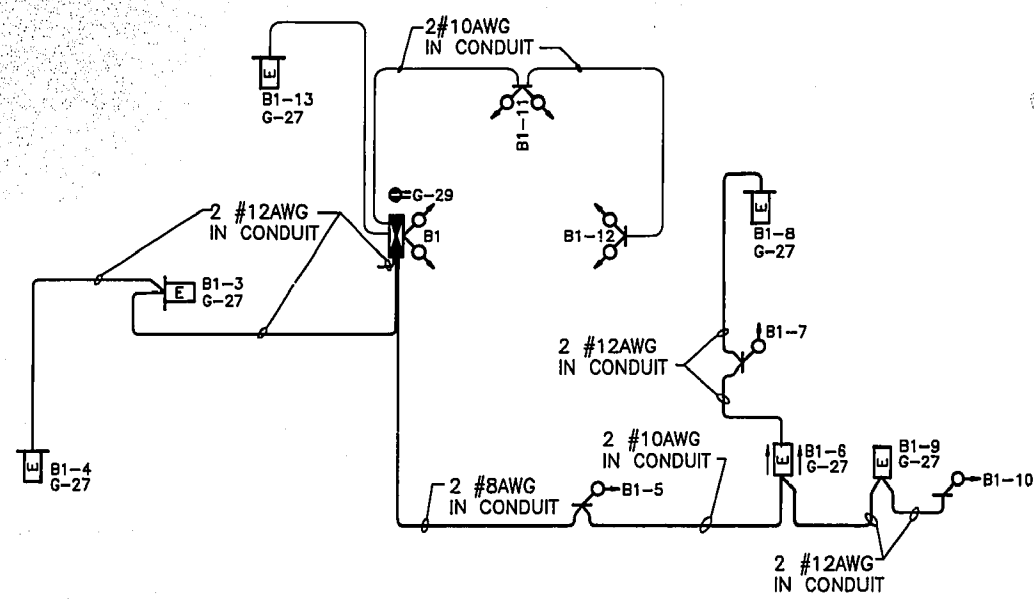 2#10AWG
IN CONDUIT
E
B1-13
G-27
B1-11
G-29
2 #12AWG
IN CONDUIT
B1
B1-12
E
B1-8
G-27
E
B1-3
G-27
B1-7
2 #12AWG
IN CONDUIT
E
B1-4
G-27
2 #10AWG
IN CONDUIT
E
B1-6
G-27
E
B1-9
G-27
B1-10
2 #8AWG
IN CONDUIT
B1-5
2 #12AWG
IN CONDUIT